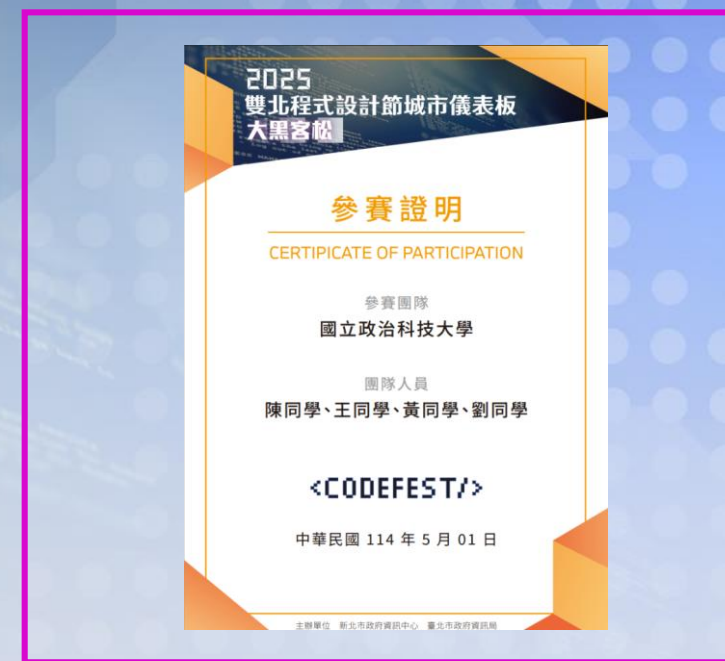 2025
雙北程式設計節城市儀表板
大黑客松
參賽證明
CERTIPICATE OF PARTICIPATION
參賽團隊
國立政治科技大學
團隊人員
陳同學、王同學、黃同學、劉同學
<CODEFEST/>
中華民國 114 年 5 月 01 日
主辦單位 新北市政府資訊中心 臺北市政府資訊局